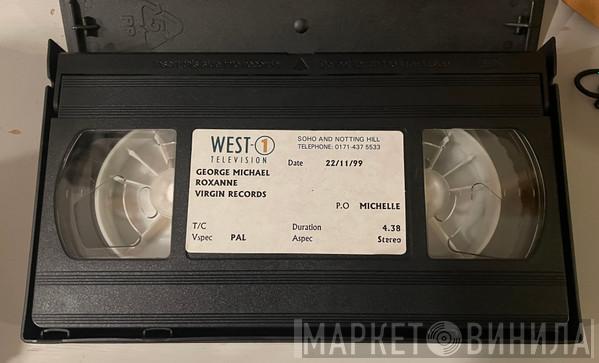 WEST-1
TELEVISION
SOHO AND NOTTING HILL
TELEPHONE: 0171-437 5533
Date 22/11/99
GEORGE MICHAEL
ROXANNE
VIRGIN RECORDS
P.O MICHELLE
T/C
Duration 4.38
Vspec PAL
Aspec Stereo
МАРКЕТ ВИНИЛА